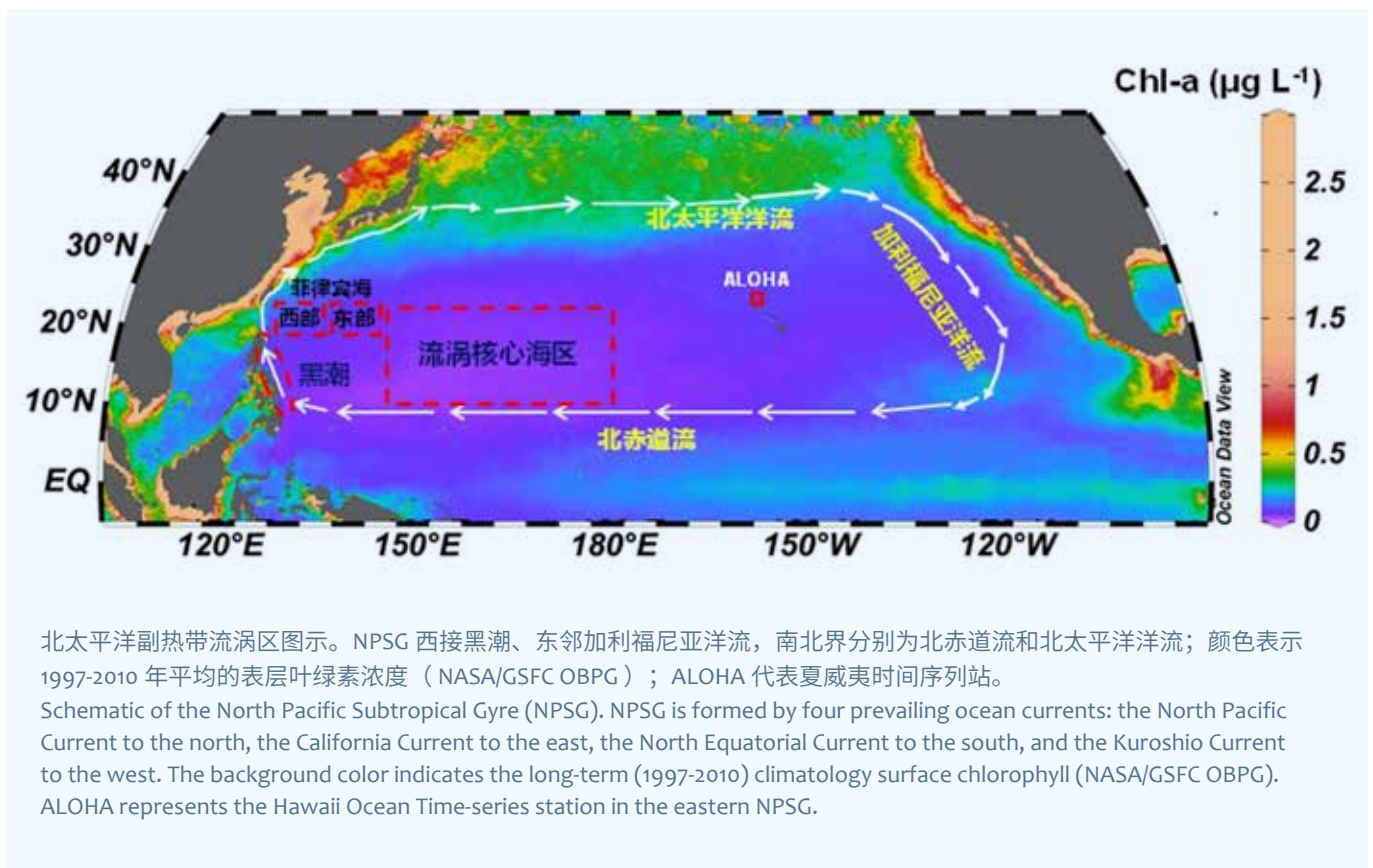 Chl-a (µg L-1)
40°N
30°N
20°N
10°N
EQ
北太平洋洋流
加利福尼亚洋流
ALOHA
菲律宾海
西部 东部
流涡核心海区
黑潮
北赤道流
2.5
2
1.5
1
0.5
0
Ocean Data View
120°E 150°E 180°E 150°W 120°W
北太平洋副热带流涡区图示。NPSG 西接黑潮、东邻加利福尼亚洋流，南北界分别为北赤道流和北太平洋洋流；颜色表示
1997-2010 年平均的表层叶绿素浓度（ NASA/GSFC OBPG ）；ALOHA 代表夏威夷时间序列站。
Schematic of the North Pacific Subtropical Gyre (NPSG). NPSG is formed by four prevailing ocean currents: the North Pacific
Current to the north, the California Current to the east, the North Equatorial Current to the south, and the Kuroshio Current
to the west. The background color indicates the long-term (1997-2010) climatology surface chlorophyll (NASA/GSFC OBPG).
ALOHA represents the Hawaii Ocean Time-series station in the eastern NPSG.